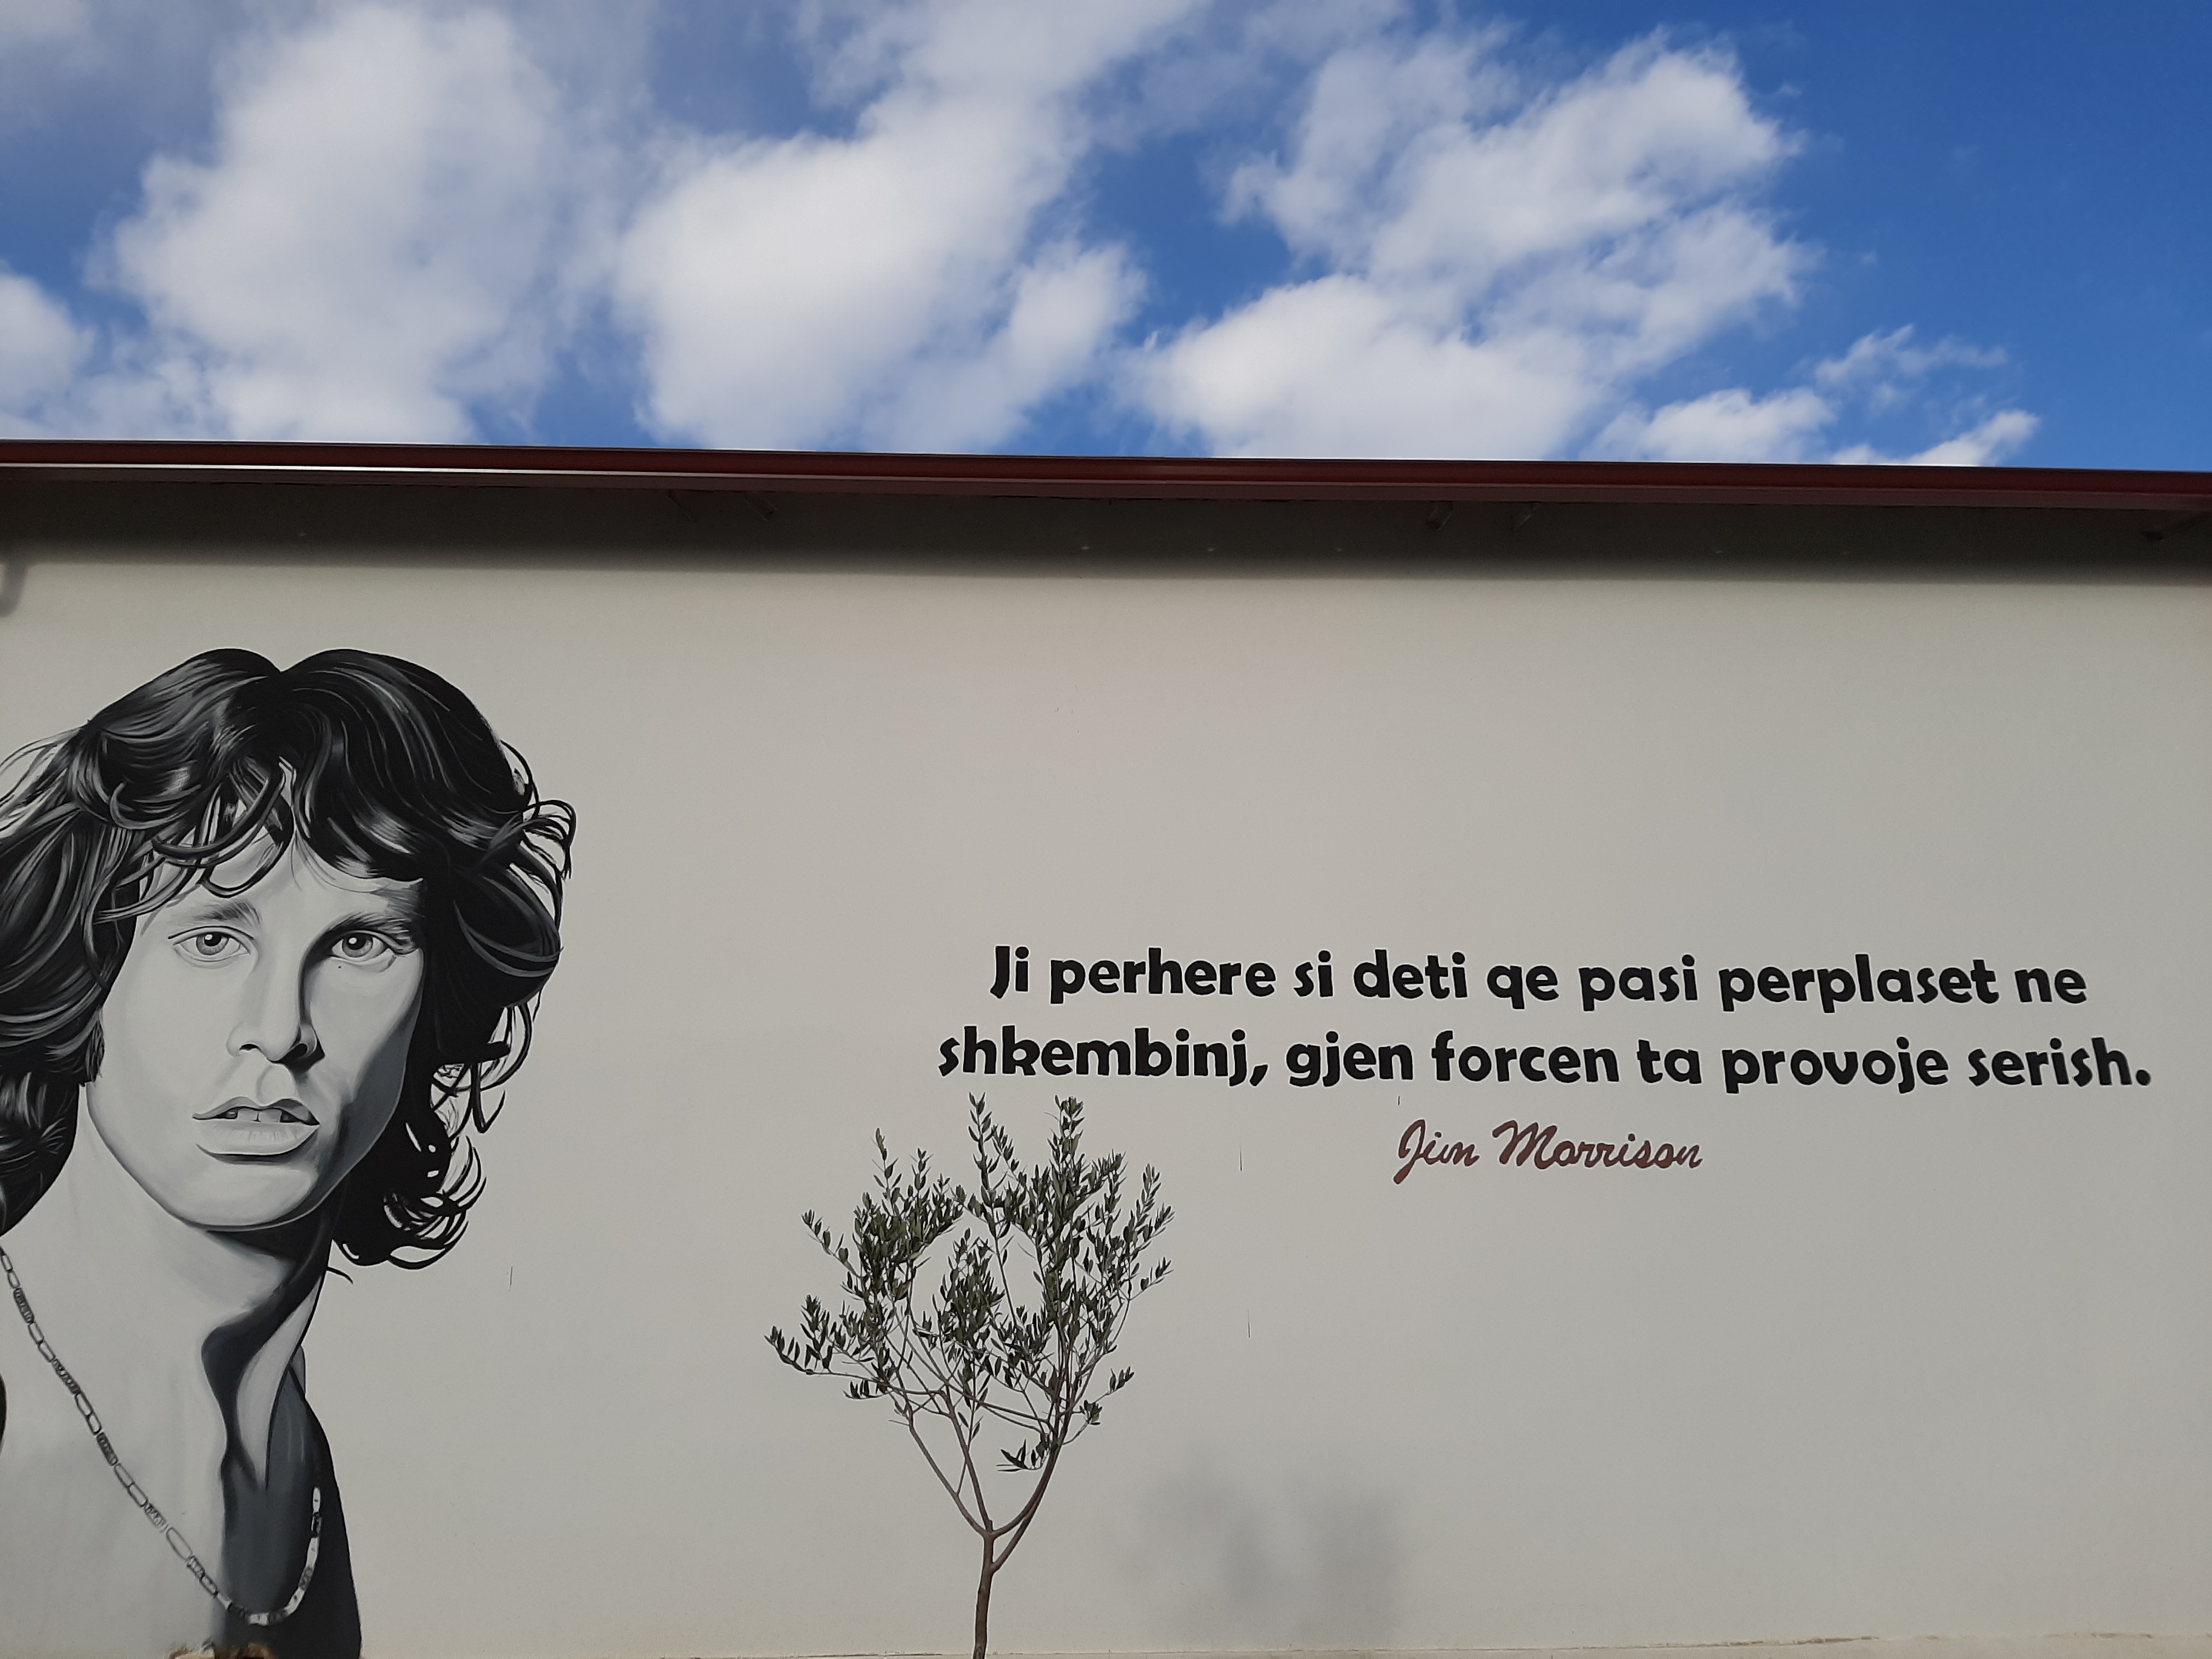 Ji perhere si deti qe pasi perplaset ne
shkembinj, gjen forcen ta provoje serish.
Jim Morrison